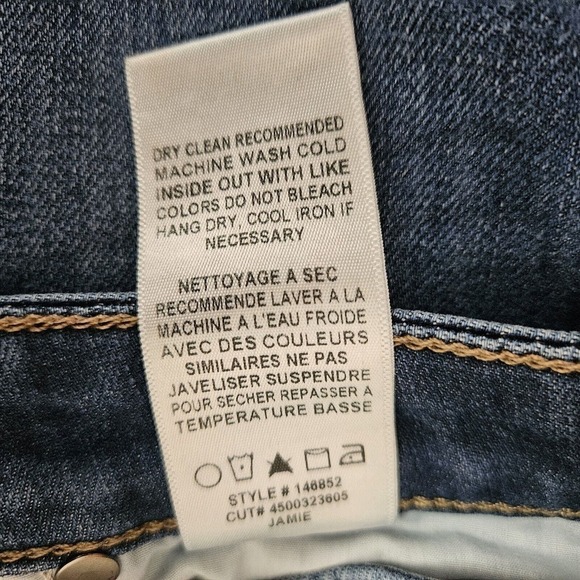 DRY CLEAN RECOMMENDED
MACHINE WASH COLD
INSIDE OUT WITH LIKE
COLORS DO NOT BLEACH
HANG DRY, COOL IRON IF
NECESSARY
NETTOYAGE A SEC
RECOMMENDE LAVER A LA
MACHINE A L'EAU FROIDE
AVEC DES COULEURS
SIMILAIRES NE PAS
JAVELISER SUSPENDRE
POUR SECHER REPASSER A
TEMPERATURE BASSE
STYLE # 146852
CUT# 4500323605
JAMIE